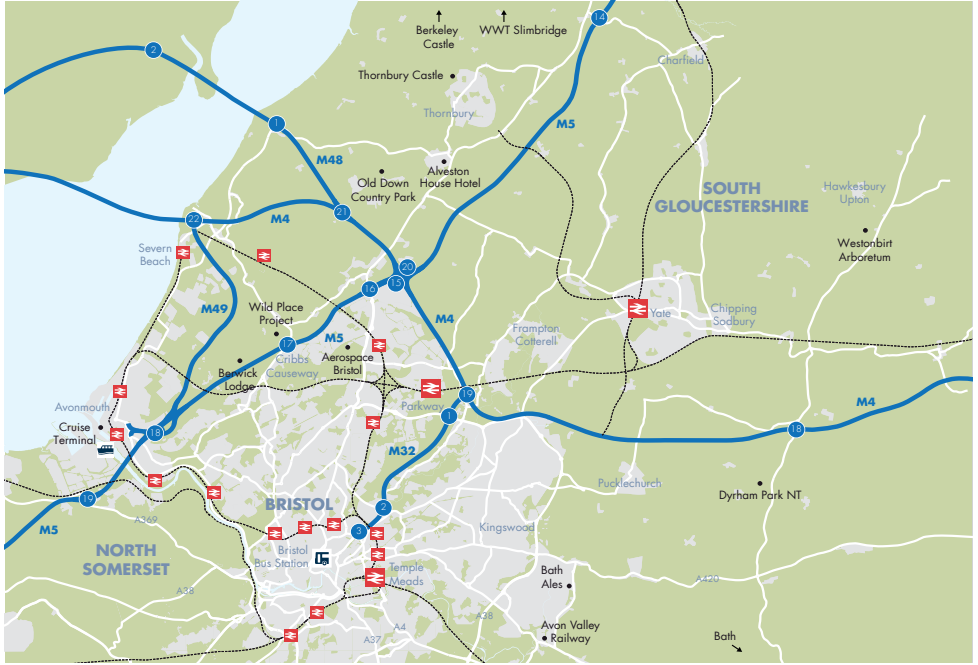 14
Berkeley
Castle
WWT Slimbridge
2
Charfield
Thornbury Castle
Thornbury
1
M5
M48
Old Down
Country Park
Alveston
House Hotel
SOUTH
GLOUCESTERSHIRE
Hawkesbury
Upton
22
M4
21
Westonbirt
Arboretum
Severn
Beach
20
15
16
M49
Wild Place
Project
M4
Yate
Chipping
Sodbury
Frampton
Cotterell
17
M5
Cribbs
Causeway
Aerospace
Bristol
Berwick
Lodge
Parkway
19
Avonmouth
Cruise
Terminal
18
1
M4
18
M32
Pucklechurch
Dyrham Park NT
19
2
M5
A369
BRISTOL
3
Kingswood
NORTH
SOMERSET
Bristol
Bus Station
Temple
Meads
Bath
Ales
A420
A38
A38
A4
A37
Avon Valley
Railway
Bath